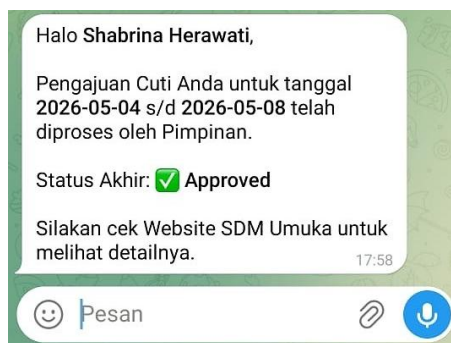 Halo Shabrina Herawati,
Pengajuan Cuti Anda untuk tanggal
2026-05-04 s/d 2026-05-08 telah
diproses oleh Pimpinan.
Status Akhir: ✅ Approved
Silakan cek Website SDM Umuka untuk
melihat detailnya.
17:58
Pesan